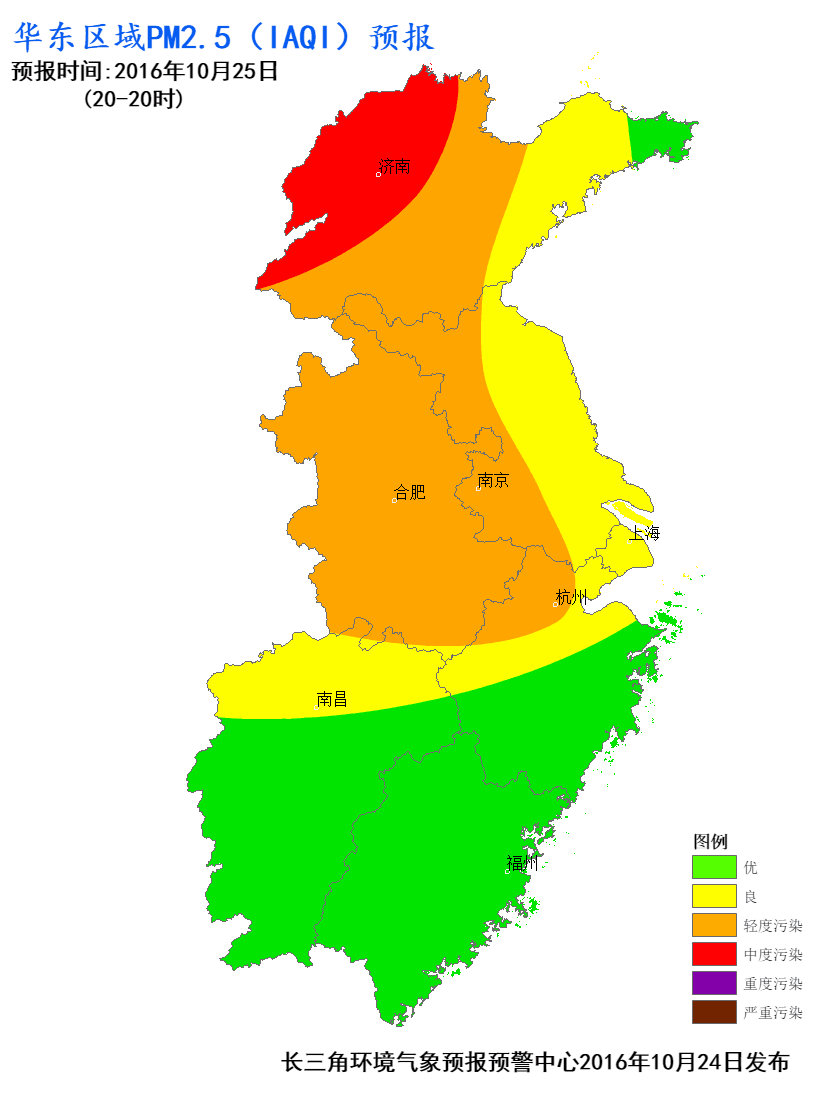 华东区域PM2.5（IAQI）预报
预报时间:2016年10月25日
(20-20时)
济南
南京
合肥
上海
杭州
南昌
福州
图例
优
良
轻度污染
中度污染
重度污染
严重污染
长三角环境气象预报预警中心2016年10月24日发布